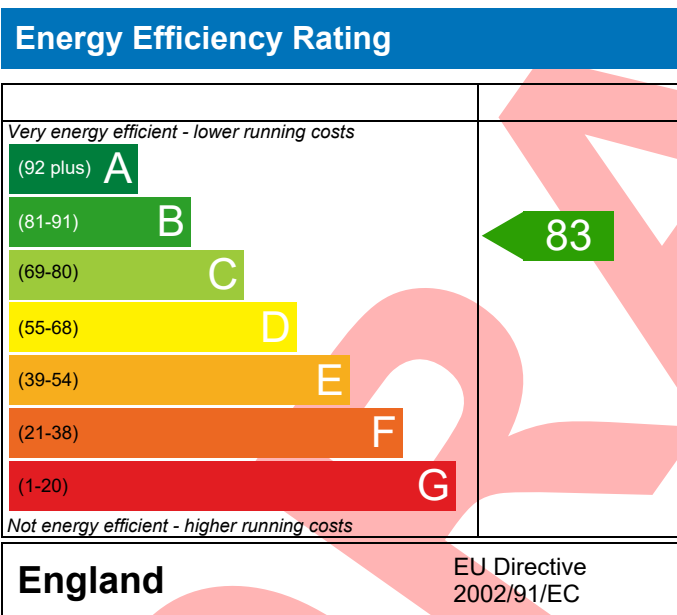 Energy Efficiency Rating
Very energy efficient - lower running costs
(92 plus) A
(81-91) B
83
(69-80) C
(55-68) D
(39-54) E
(21-38) F
(1-20) G
Not energy efficient - higher running costs
England
EU Directive
2002/91/EC